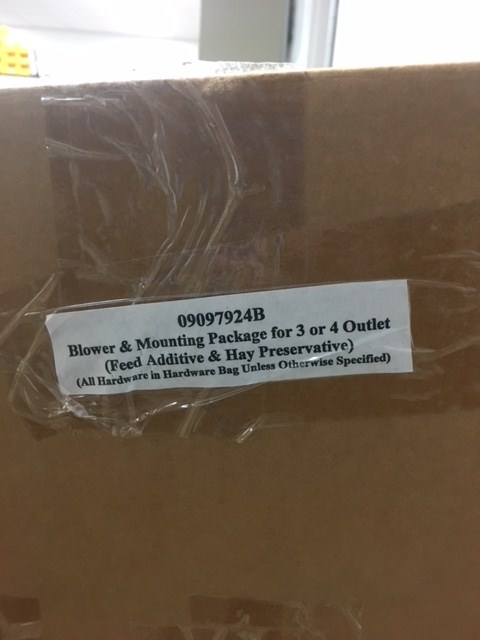 09097924B
Blower & Mounting Package for 3 or 4 Outlet
(Feed Additive & Hay Preservative)
(All Hardware in Hardware Bag Unless Otherwise Specified)